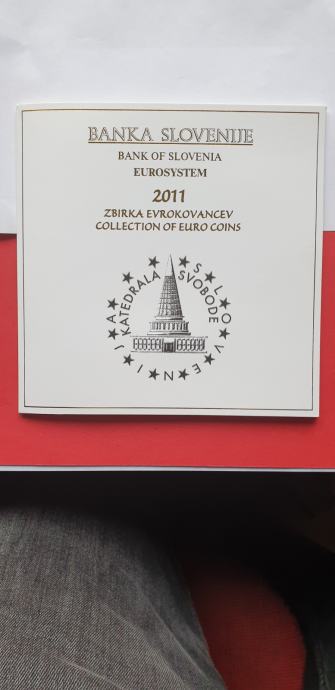 BANKA SLOVENIJE
BANK OF SLOVENIA
EUROSYSTEM
2011
ZBIRKA EVROKOVANCEV
COLLECTION OF EURO COINS
KATEDRALA SVOBODE
SLOVENIJA